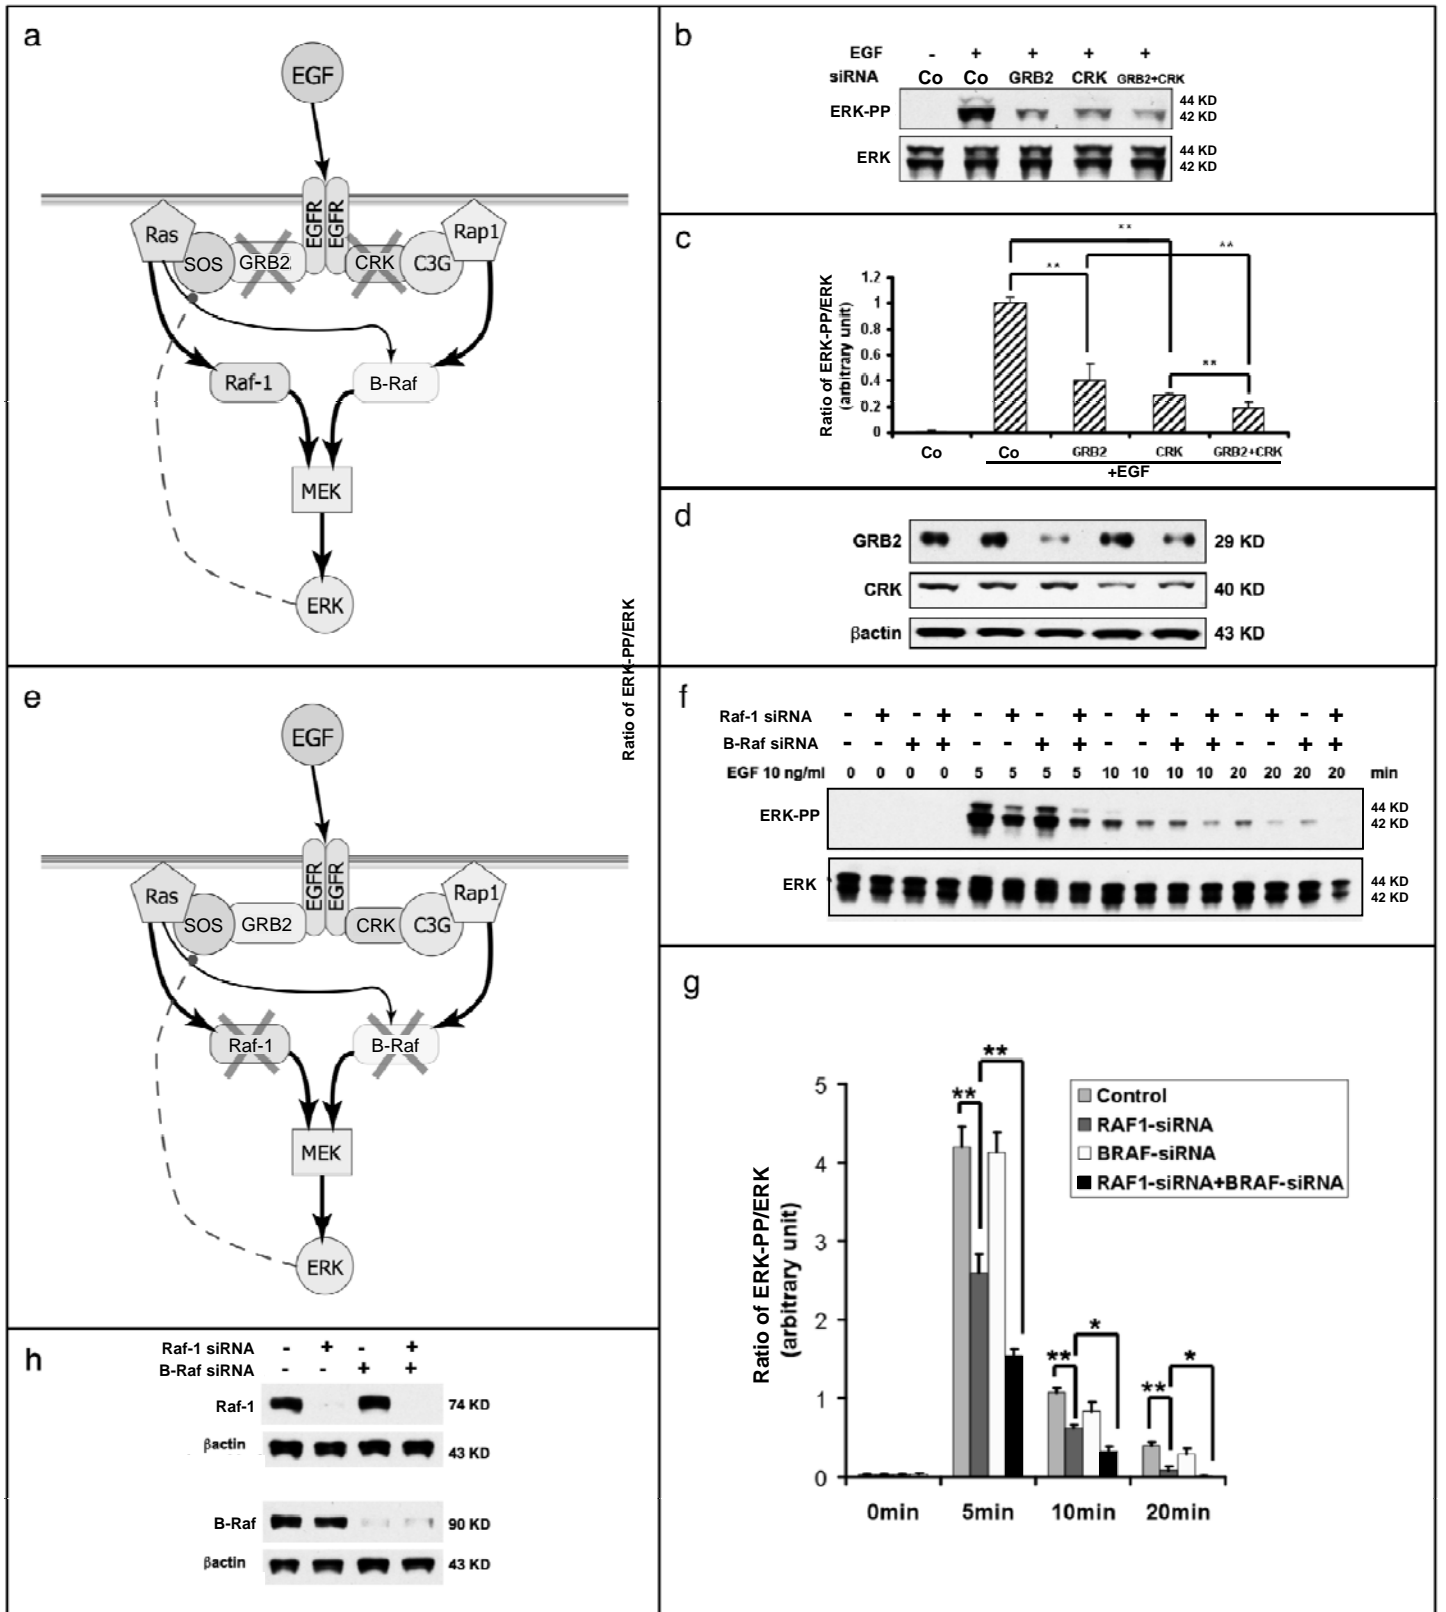 a
EGF
EGFR
EGFR
Ras
SOS
GRB2
CRK
C3G
Rap1
Raf-1
B-Raf
MEK
ERK
b
EGF - + + + +
siRNA Co Co GRB2 CRK GRB2+CRK
ERK-PP
44 KD
42 KD
ERK
44 KD
42 KD
c
Ratio of ERK-PP/ERK
(arbitrary unit)
1.2
1
0.8
0.6
0.4
0.2
0
**
**
**
**
Co Co GRB2 CRK GRB2+CRK
+EGF
d
GRB2 29 KD
CRK 40 KD
βactin 43 KD
Ratio of ERK-PP/ERK
e
EGF
EGFR
EGFR
Ras
SOS
GRB2
CRK
C3G
Rap1
Raf-1
B-Raf
MEK
ERK
f
Raf-1 siRNA - + - + - + - + - + - + - + - +
B-Raf siRNA - - + + - - + + - - + + - - + +
EGF 10 ng/ml 0 0 0 0 5 5 5 5 10 10 10 10 20 20 20 20 min
ERK-PP
44 KD
42 KD
ERK
44 KD
42 KD
g
Ratio of ERK-PP/ERK
(arbitrary unit)
5
4
3
2
1
0
**
**
**
*
**
*
Control
RAF1-siRNA
BRAF-siRNA
RAF1-siRNA+BRAF-siRNA
0min 5min 10min 20min
h
Raf-1 siRNA - + - +
B-Raf siRNA - - + +
Raf-1 74 KD
βactin 43 KD
B-Raf 90 KD
βactin 43 KD